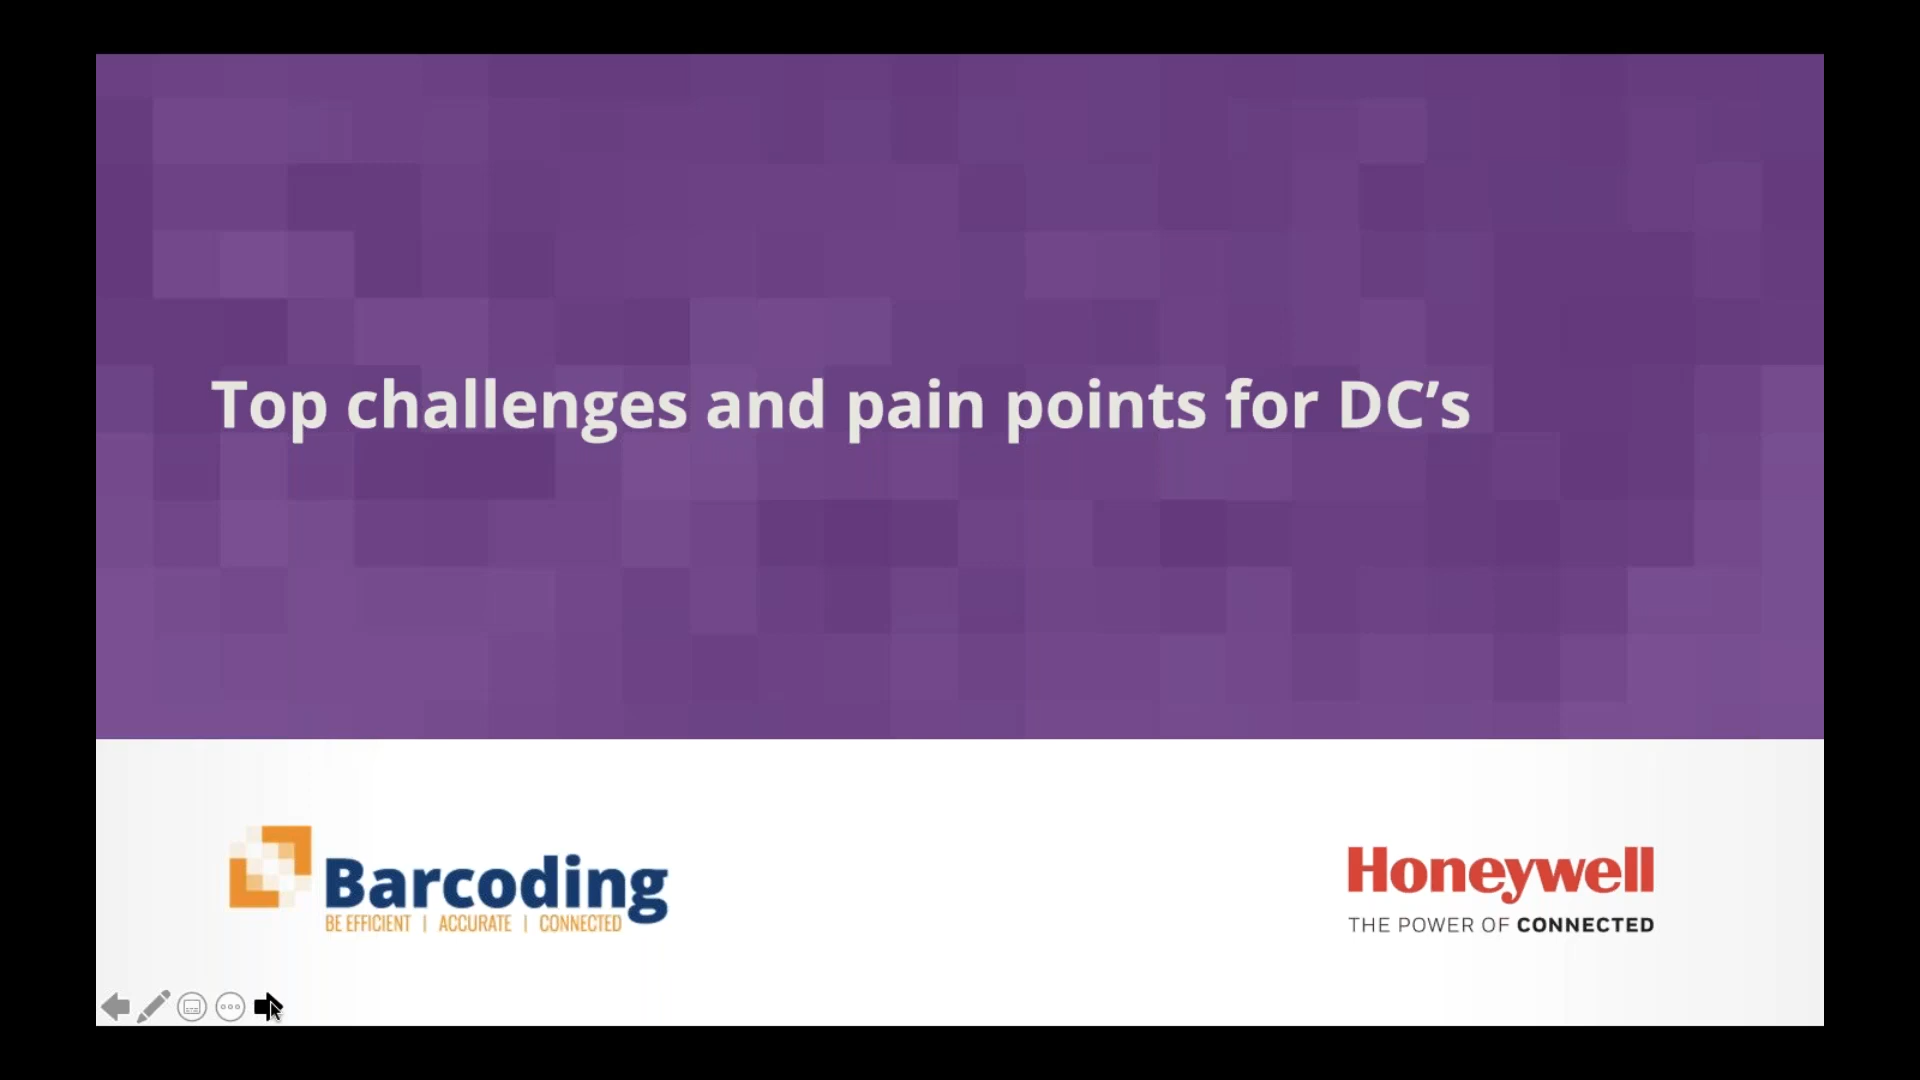 Top challenges and pain points for DC’s
Barcoding
BE EFFICIENT | ACCURATE | CONNECTED
Honeywell
THE POWER OF CONNECTED